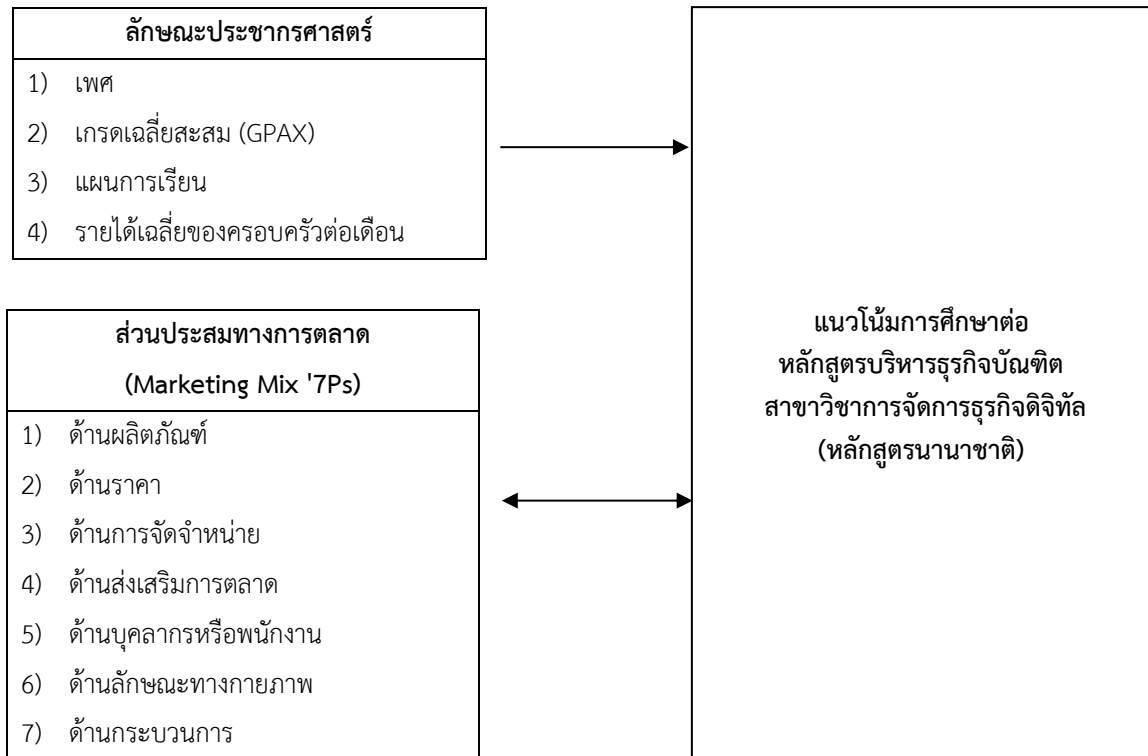 ลักษณะประชากรศาสตร์
1) เพศ
2) เกรดเฉลี่ยสะสม (GPAX)
3) แผนการเรียน
4) รายได้เฉลี่ยของครอบครัวต่อเดือน
ส่วนประสมทางการตลาด
(Marketing Mix '7Ps)
1) ด้านผลิตภัณฑ์
2) ด้านราคา
3) ด้านการจัดจำหน่าย
4) ด้านส่งเสริมการตลาด
5) ด้านบุคลากรหรือพนักงาน
6) ด้านลักษณะทางกายภาพ
7) ด้านกระบวนการ
แนวโน้มการศึกษาต่อ
หลักสูตรบริหารธุรกิจบัณฑิต
สาขาวิชาการจัดการธุรกิจดิจิทัล
(หลักสูตรนานาชาติ)